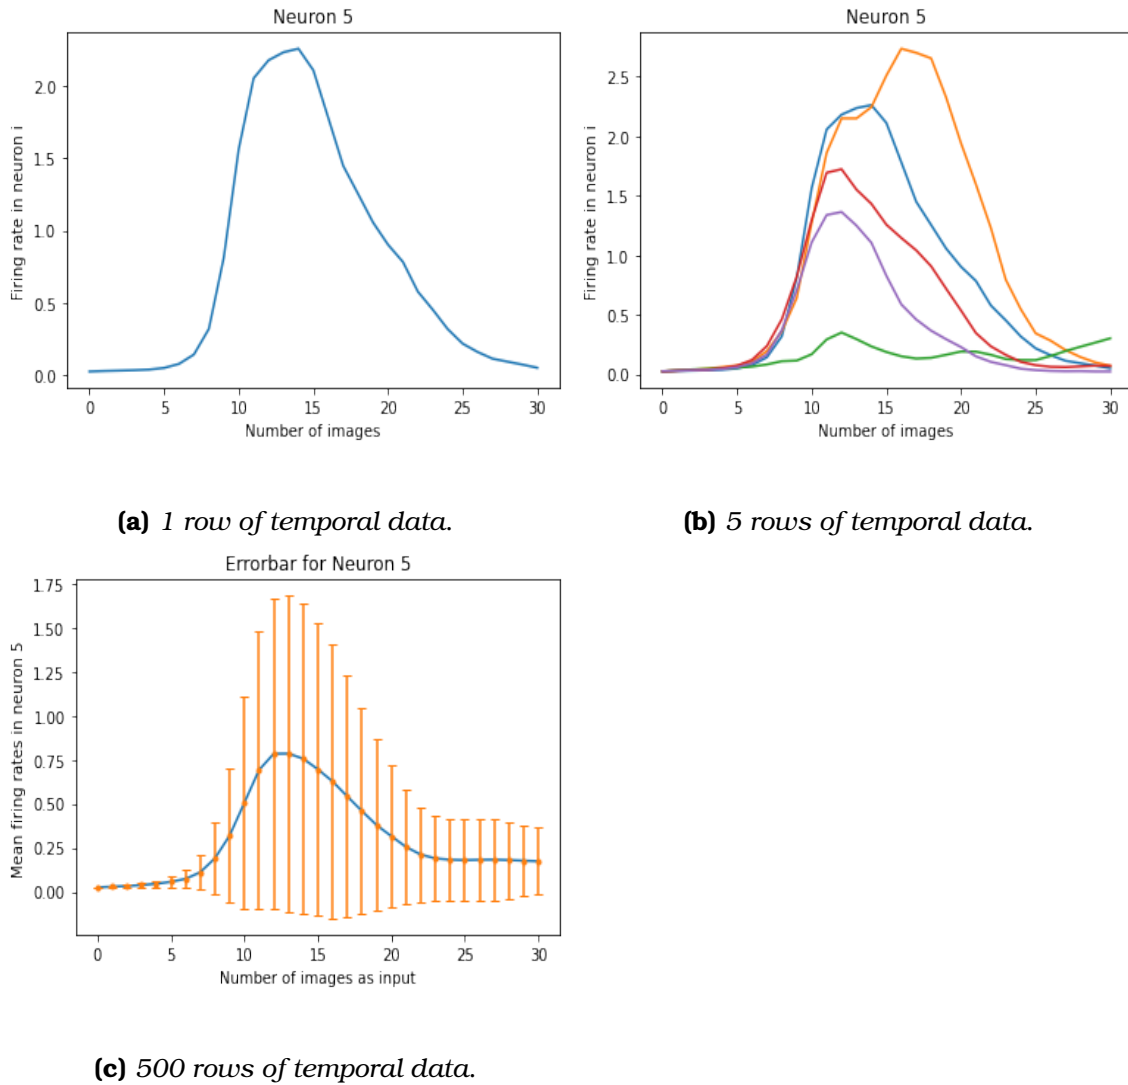 Neuron 5
Firing rate in neuron i
2.0
1.5
1.0
0.5
0.0
0 5 10 15 20 25 30
Number of images
(a) 1 row of temporal data.
Neuron 5
Firing rate in neuron i
2.5
2.0
1.5
1.0
0.5
0.0
0 5 10 15 20 25 30
Number of images
(b) 5 rows of temporal data.
Errorbar for Neuron 5
Mean firing rates in neuron 5
1.75
1.50
1.25
1.00
0.75
0.50
0.25
0.00
0 5 10 15 20 25 30
Number of images as input
(c) 500 rows of temporal data.